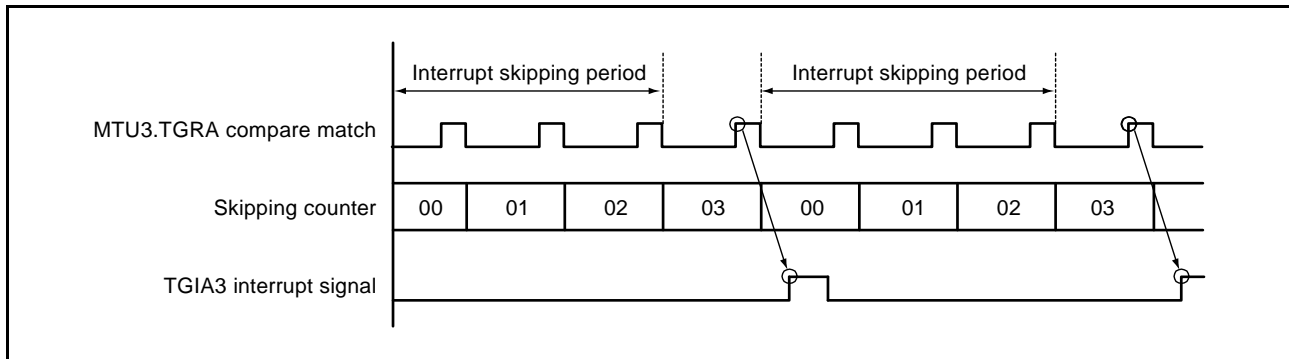 Interrupt skipping period Interrupt skipping period
MTU3.TGRA compare match
Skipping counter 00 01 02 03 00 01 02 03
TGIA3 interrupt signal